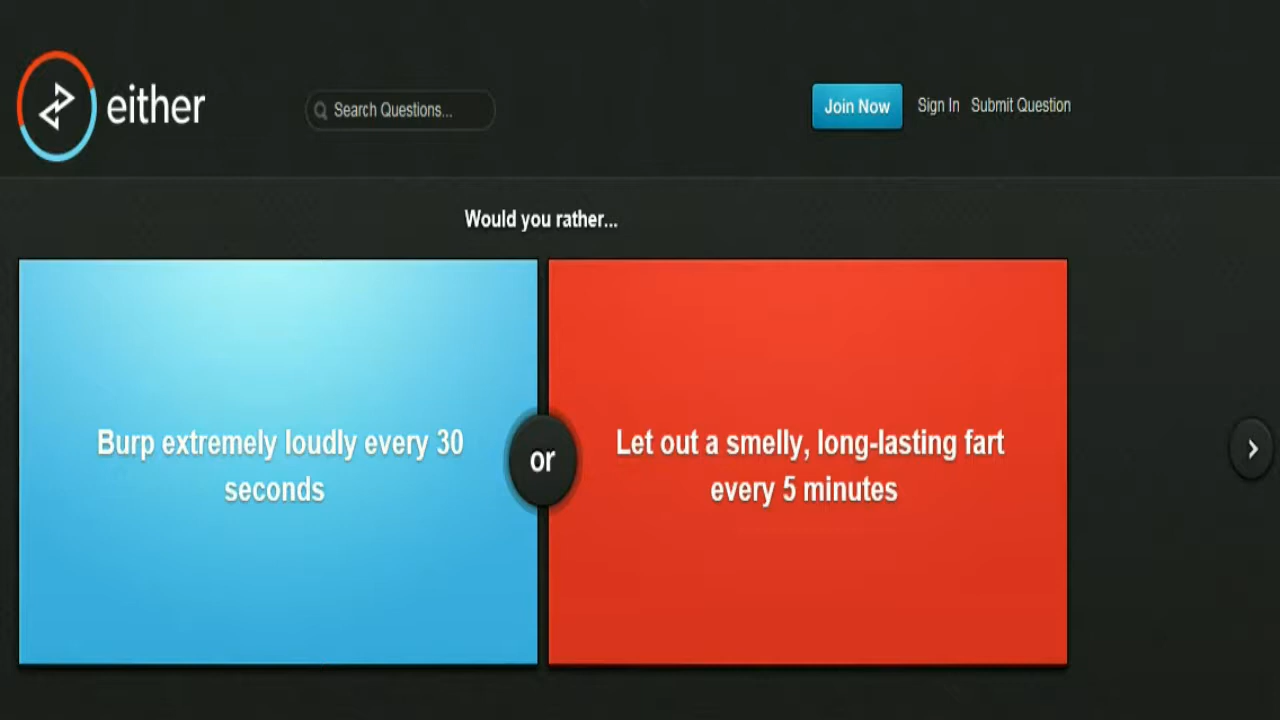 either
Search Questions...
Join Now
Sign In
Submit Question
Would you rather...
Burp extremely loudly every 30
seconds
or
Let out a smelly, long-lasting fart
every 5 minutes